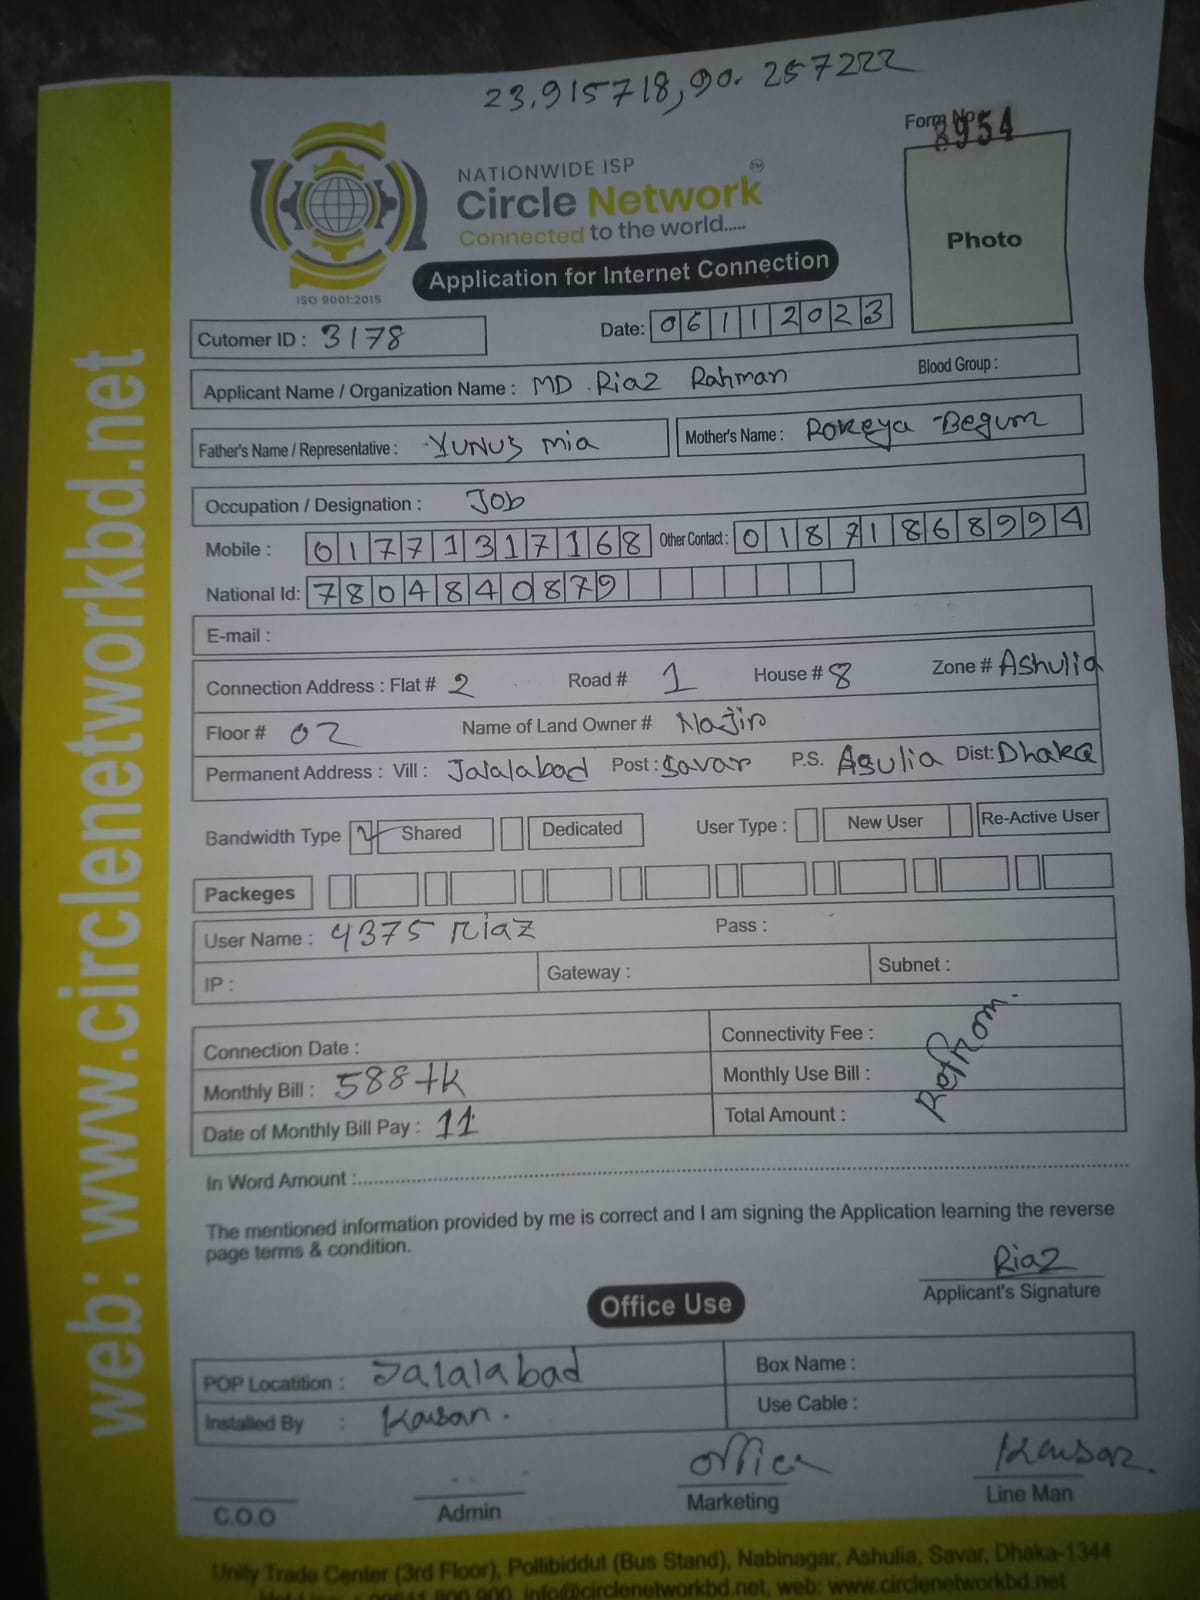 23.915718,90.257222
Form No 8954
NATIONWIDE ISP
Circle Network
Connected to the world.....
ISO 9001:2015
Photo
Application for Internet Connection
Cutomer ID : 3178
Date: 06112023
Applicant Name / Organization Name : MD. Riaz Rahman Blood Group :
Father's Name / Representative : Yunus mia Mother's Name : Rokeya Begum
Occupation / Designation : Job
Mobile : 01771317168 Other Contact : 01871868994
National Id: 7804840879
E-mail :
Connection Address : Flat # 2 Road # 1 House # 8 Zone # Ashulia
Floor # 02 Name of Land Owner # Najir
Permanent Address : Vill : Jalalabad Post : Savar P.S. Asulia Dist: Dhaka
Bandwidth Type Shared Dedicated User Type : New User Re-Active User
Packeges
User Name : 4375 Riaz Pass :
IP : Gateway : Subnet :
Connection Date : Connectivity Fee :
Monthly Bill : 588 tk Monthly Use Bill :
Date of Monthly Bill Pay : 11 Total Amount :
In Word Amount :
The mentioned information provided by me is correct and I am signing the Application learning the reverse
page terms & condition.
Riaz
Applicant's Signature
Office Use
POP Locatition : Jalalabad Box Name :
Installed By : Kausar. Use Cable :
office Kausar.
C.O.O Admin Marketing Line Man
Unity Trade Center (3rd Floor), Pollibiddut (Bus Stand), Nabinagar, Ashulia, Savar, Dhaka-1344
info@circlenetworkbd.net, web: www.circlenetworkbd.net
web: www.circlenetworkbd.net